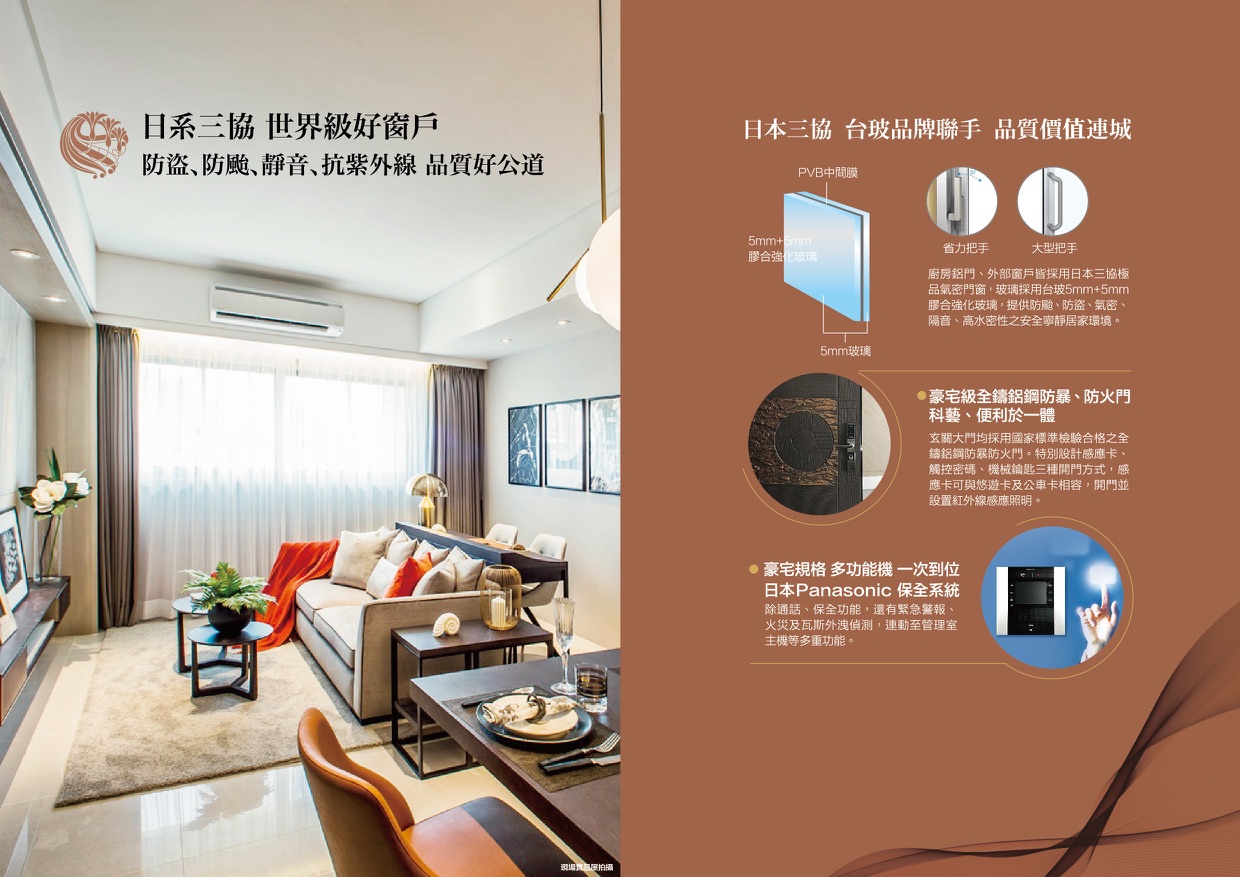 日系三協 世界級好窗戶
防盜、防颱、靜音、抗紫外線 品質好公道
現場實品屋拍攝
日本三協 台玻品牌聯手 品質價值連城
PVB中間膜
5mm+5mm
膠合強化玻璃
5mm玻璃
省力把手
大型把手
廚房鋁門、外部窗戶皆採用日本三協極
品氣密門窗，玻璃採用台玻5mm+5mm
膠合強化玻璃，提供防颱、防盜、氣密、
隔音、高水密性之安全寧靜居家環境。
豪宅級全鑄鋁鋼防暴、防火門
科藝、便利於一體
玄關大門均採用國家標準檢驗合格之全
鑄鋁鋼防暴防火門。特別設計感應卡、
觸控密碼、機械鑰匙三種開門方式，感
應卡可與悠遊卡及公車卡相容，開門並
設置紅外線感應照明。
豪宅規格 多功能機 一次到位
日本Panasonic 保全系統
除通話、保全功能，還有緊急警報、
火災及瓦斯外洩偵測，連動至管理室
主機等多重功能。